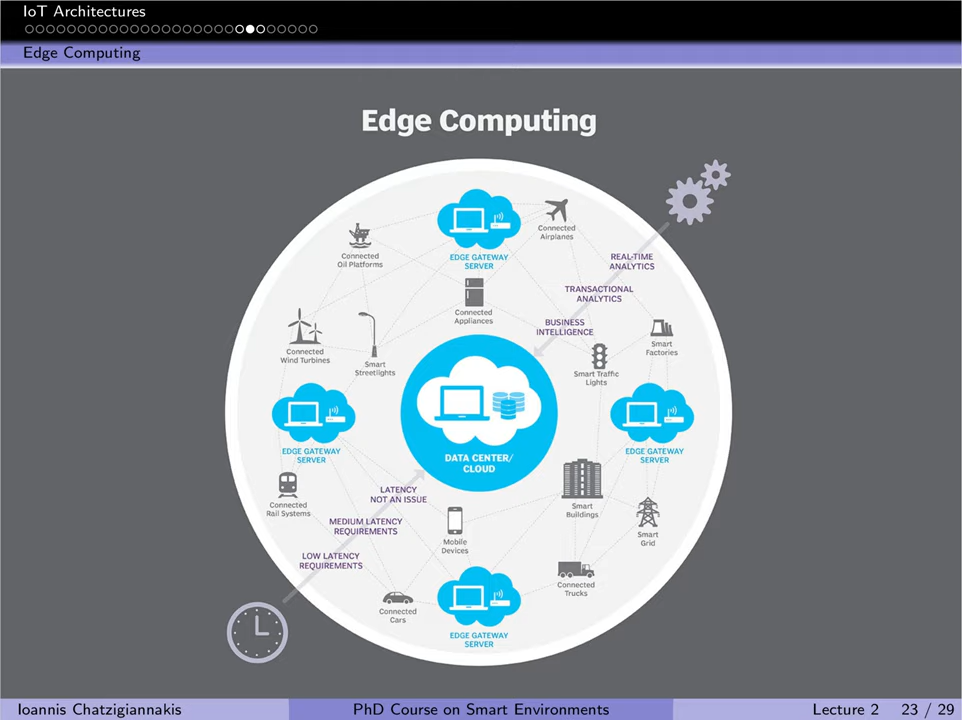 IoT Architectures
Edge Computing
Edge Computing
EDGE GATEWAY
SERVER
Connected
Airplanes
Connected
Oil Platforms
REAL-TIME
ANALYTICS
TRANSACTIONAL
ANALYTICS
BUSINESS
INTELLIGENCE
Connected
Appliances
Connected
Wind Turbines
Smart
Streetlights
Smart Traffic
Lights
Smart
Factories
EDGE GATEWAY
SERVER
DATA CENTER/
CLOUD
EDGE GATEWAY
SERVER
Connected
Rail Systems
LATENCY
NOT AN ISSUE
MEDIUM LATENCY
REQUIREMENTS
LOW LATENCY
REQUIREMENTS
Mobile
Devices
Smart
Buildings
Smart
Grid
Connected
Trucks
Connected
Cars
EDGE GATEWAY
SERVER
Ioannis Chatzigiannakis
PhD Course on Smart Environments
Lecture 2 23 / 29